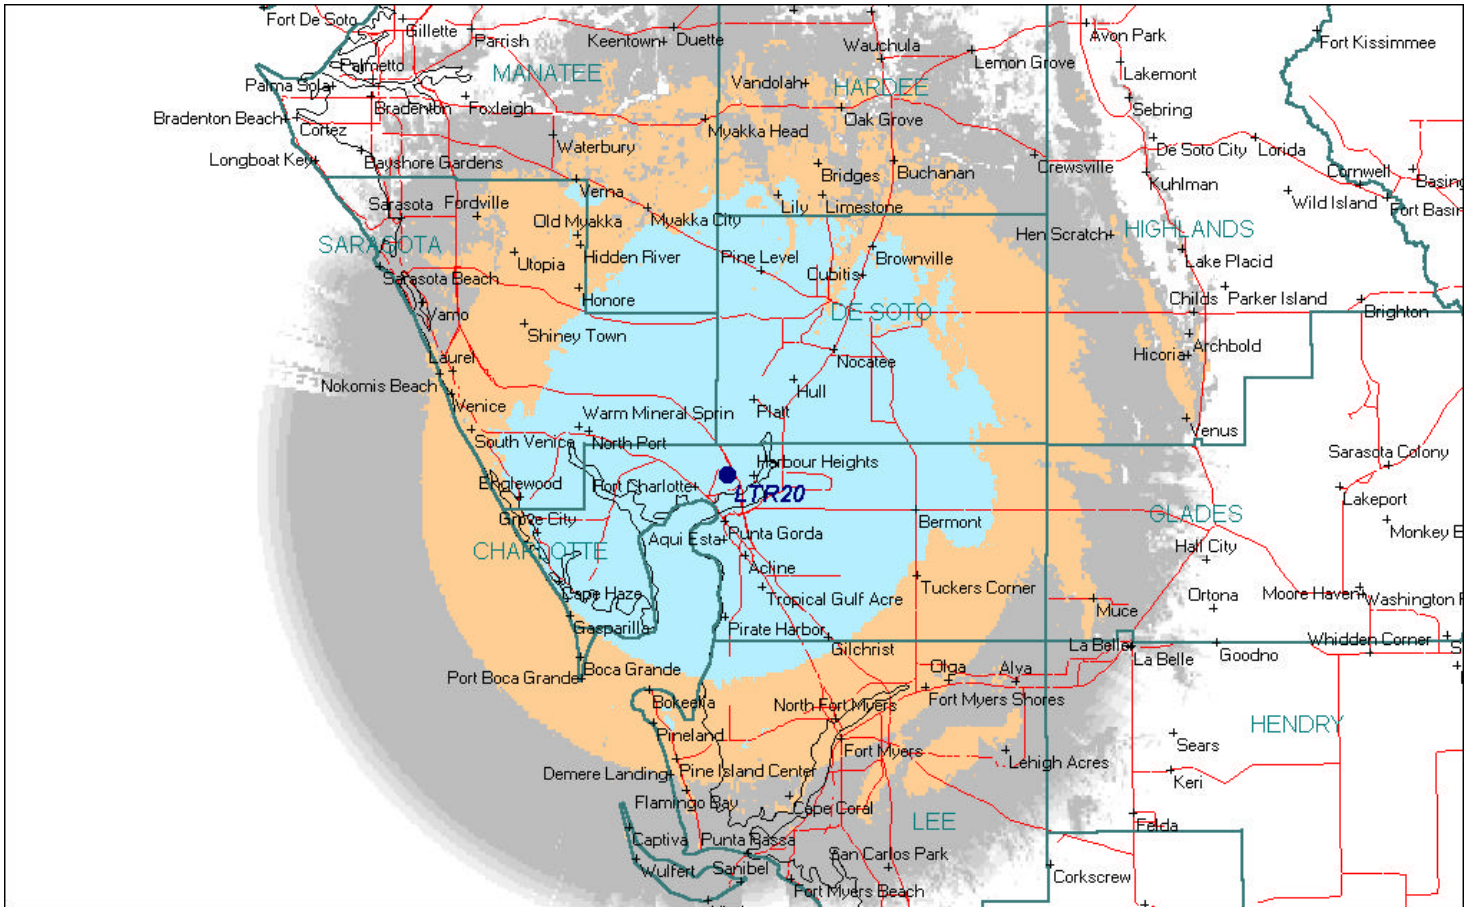 Fort De Soto
Gillette
Parrish
Keentown
Duette
Wauchula
Avon Park
Fort Kissimmee
Palmetto
MANATEE
Lemon Grove
Lakemont
Palma Sola
Vandolah
HARDEE
Bradenton
Foxleigh
Sebring
Bradenton Beach
Cortez
Myakka Head
Oak Grove
Waterbury
De Soto City
Lorida
Longboat Key
Bayshore Gardens
Bridges
Buchanan
Crewsville
Cornwell
Kuhlman
Verna
Wild Island
Fort Basin
Sarasota
Fordville
Old Myakka
Myakka City
Lily
Limestone
SARASOTA
Hen Scratch
HIGHLANDS
Utopia
Hidden River
Pine Level
Brownville
Lake Placid
Sarasota Beach
Cubitis
Honore
Childs
Parker Island
Vamo
DE SOTO
Brighton
Shiney Town
Laurel
Nocatee
Hicoria
Archbold
Nokomis Beach
Hull
Venice
Warm Mineral Sprin
Platt
South Venice
North Port
Venus
Harbour Heights
Sarasota Colony
Englewood
Port Charlotte
LTR20
Lakeport
Grove City
Bermont
GLADES
CHARLOTTE
Aqui Esta
Punta Gorda
Monkey B
Hall City
Acline
Cape Haze
Tropical Gulf Acre
Tuckers Corner
Ortona
Moore Haven
Washington
Muce
Gasparilla
Pirate Harbor
Gilchrist
La Belle
La Belle
Goodno
Whidden Corner
Port Boca Grande
Boca Grande
Olga
Alva
Bokeelia
North Fort Myers
Fort Myers Shores
HENDRY
Pineland
Fort Myers
Sears
Demere Landing
Pine Island Center
Lehigh Acres
Keri
Flamingo Bay
Cape Coral
LEE
Felda
Captiva
Punta Rassa
San Carlos Park
Wulfert
Sanibel
Fort Myers Beach
Corkscrew